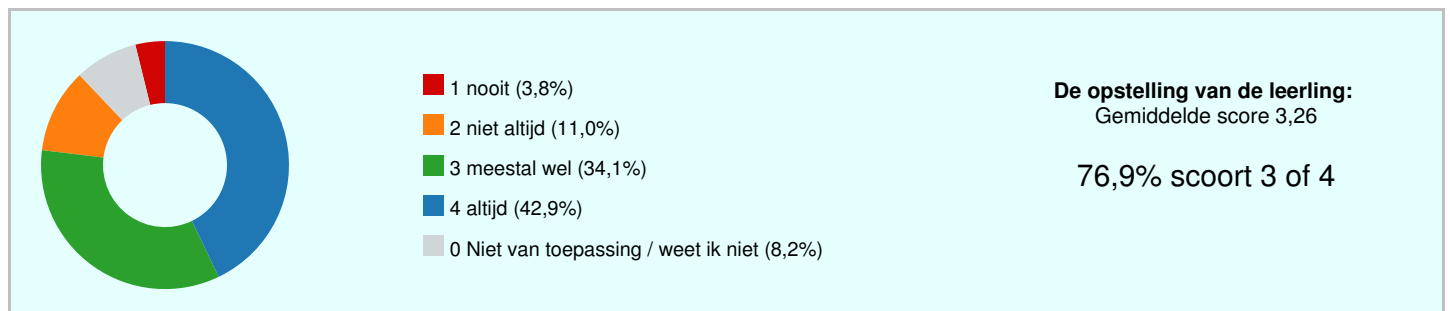 1 nooit (3,8%)
2 niet altijd (11,0%)
3 meestal wel (34,1%)
4 altijd (42,9%)
0 Niet van toepassing / weet ik niet (8,2%)
De opstelling van de leerling:
Gemiddelde score 3,26
76,9% scoort 3 of 4